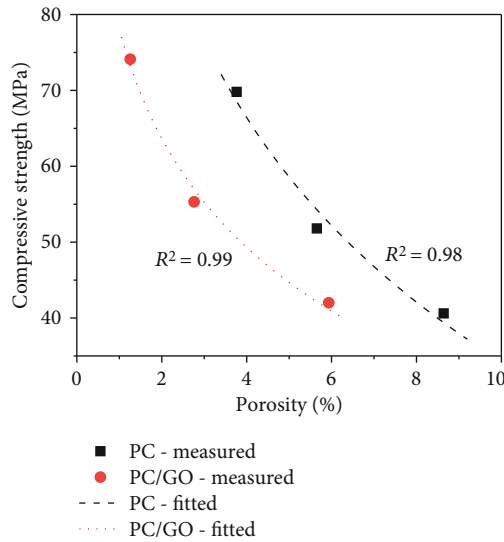 80
70
60
50
40
Compressive strength (MPa)
R² = 0.99
R² = 0.98
0 2 4 6 8 10
Porosity (%)
PC - measured
PC/GO - measured
PC - fitted
PC/GO - fitted